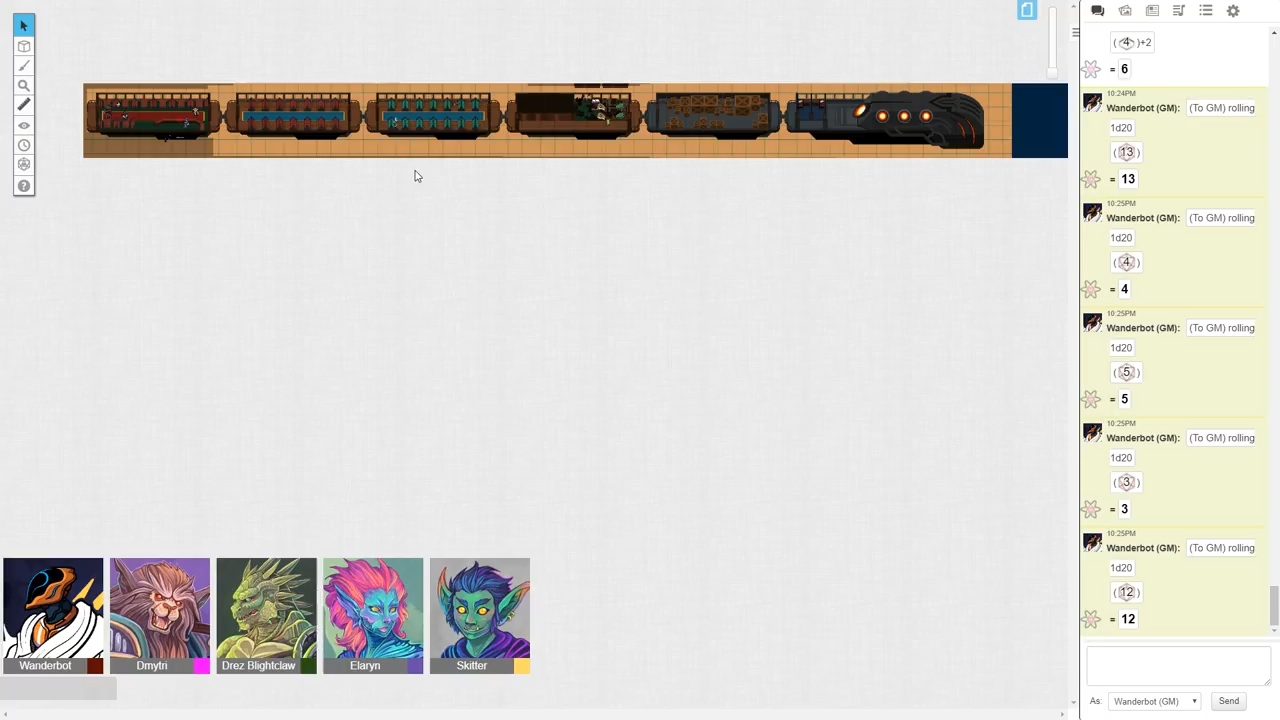 ( 4 )+2
= 6
10:24PM
Wanderbot (GM): (To GM) rolling
1d20
( 13 )
= 13
10:25PM
Wanderbot (GM): (To GM) rolling
1d20
( 4 )
= 4
10:25PM
Wanderbot (GM): (To GM) rolling
1d20
( 5 )
= 5
10:25PM
Wanderbot (GM): (To GM) rolling
1d20
( 3 )
= 3
10:25PM
Wanderbot (GM): (To GM) rolling
1d20
( 12 )
= 12
Wanderbot
Dmytri
Drez Blightclaw
Elaryn
Skitter
As: Wanderbot (GM) Send